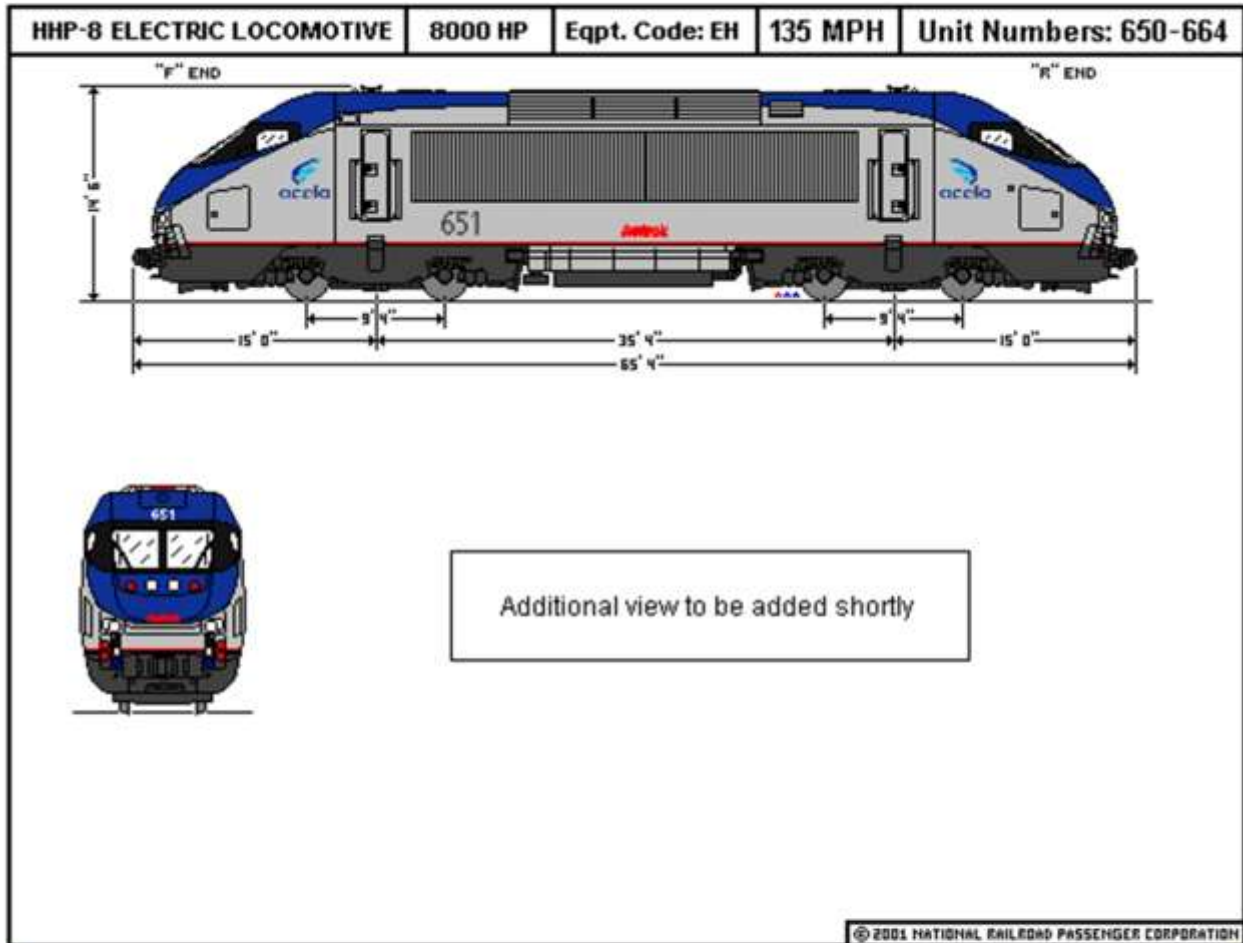 HHP-8 ELECTRIC LOCOMOTIVE 8000 HP Eqpt. Code: EH 135 MPH Unit Numbers: 650-664
"F" END "R" END
14' 6"
acela acela
651 Amtrak
9' 4" 9' 4"
15' 0" 35' 4" 15' 0"
65' 4"
651
Additional view to be added shortly
© 2001 NATIONAL RAILROAD PASSENGER CORPORATION